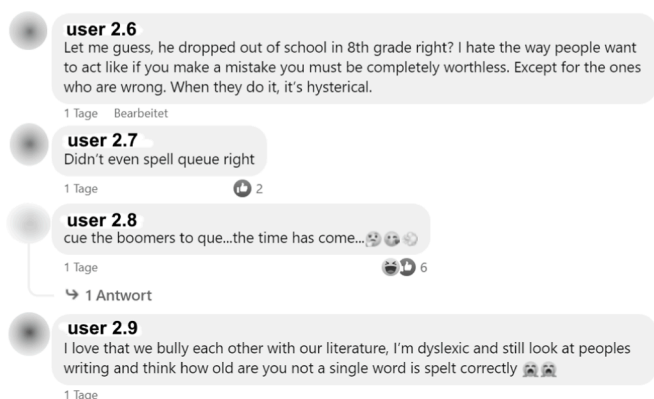 user 2.6
Let me guess, he dropped out of school in 8th grade right? I hate the way people want
to act like if you make a mistake you must be completely worthless. Except for the ones
who are wrong. When they do it, it's hysterical.
1 Tage Bearbeitet
user 2.7
Didn't even spell queue right
1 Tage 2
user 2.8
cue the boomers to que...the time has come...
1 Tage 6
1 Antwort
user 2.9
I love that we bully each other with our literature, I'm dyslexic and still look at peoples
writing and think how old are you not a single word is spelt correctly
1 Tage